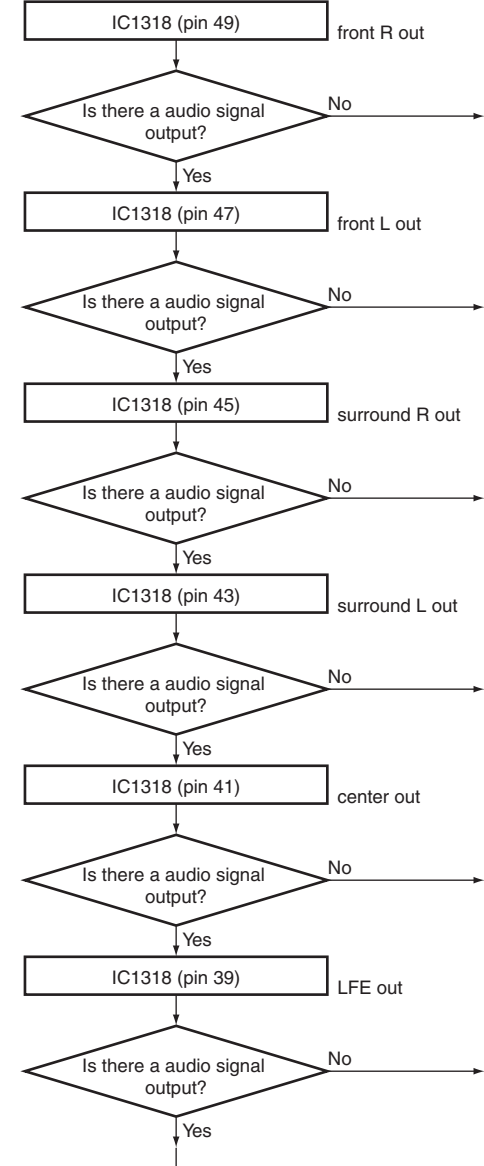 IC1318 (pin 49)
front R out
Is there a audio signal
output?
No
Yes
IC1318 (pin 47)
front L out
Is there a audio signal
output?
No
Yes
IC1318 (pin 45)
surround R out
Is there a audio signal
output?
No
Yes
IC1318 (pin 43)
surround L out
Is there a audio signal
output?
No
Yes
IC1318 (pin 41)
center out
Is there a audio signal
output?
No
Yes
IC1318 (pin 39)
LFE out
Is there a audio signal
output?
No
Yes